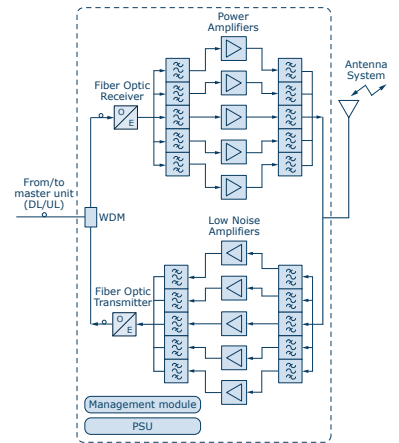 Power
Amplifiers
Antenna
System
Fiber Optic
Receiver
O
E
From/to
master unit
(DL/UL)
WDM
Low Noise
Amplifiers
Fiber Optic
Transmitter
O
E
Management module
PSU